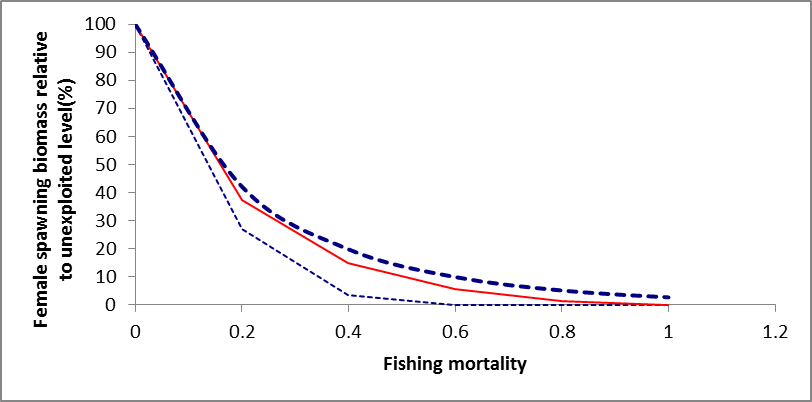 Female spawning biomass relative
to unexploited level(%)
100
90
80
70
60
50
40
30
20
10
0
0 0.2 0.4 0.6 0.8 1 1.2
Fishing mortality